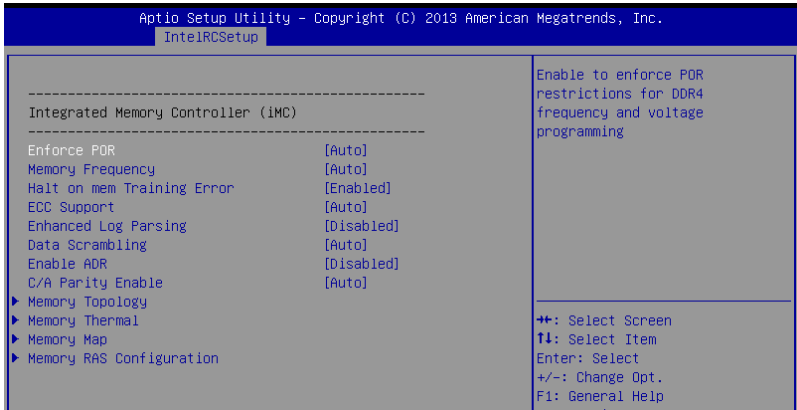 Aptio Setup Utility – Copyright (C) 2013 American Megatrends, Inc.
IntelRCSetup
------------------------------------------------
Integrated Memory Controller (iMC)
------------------------------------------------
Enforce POR [Auto]
Memory Frequency [Auto]
Halt on mem Training Error [Enabled]
ECC Support [Auto]
Enhanced Log Parsing [Disabled]
Data Scrambling [Auto]
Enable ADR [Disabled]
C/A Parity Enable [Auto]
Memory Topology
Memory Thermal
Memory Map
Memory RAS Configuration
Enable to enforce POR
restrictions for DDR4
frequency and voltage
programming
→←: Select Screen
↑↓: Select Item
Enter: Select
+/-: Change Opt.
F1: General Help